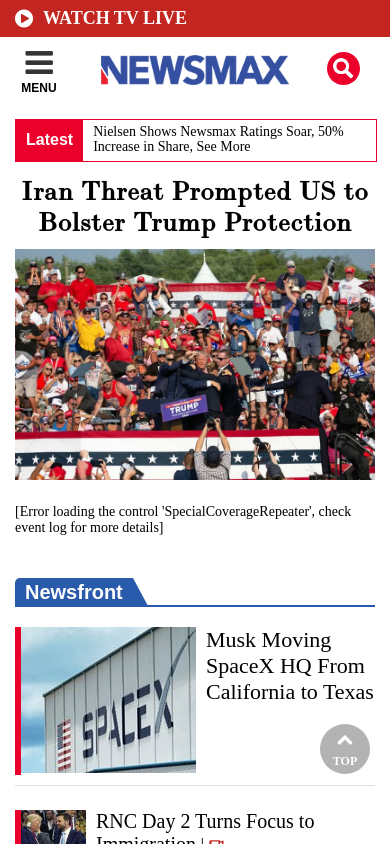 WATCH TV LIVE
MENU
NEWSMAX
Latest
Nielsen Shows Newsmax Ratings Soar, 50%
Increase in Share, See More
Iran Threat Prompted US to
Bolster Trump Protection
TRUMP
[Error loading the control 'SpecialCoverageRepeater', check
event log for more details]
Newsfront
SPACEX
Musk Moving
SpaceX HQ From
California to Texas
TOP
RNC Day 2 Turns Focus to
Immigration |